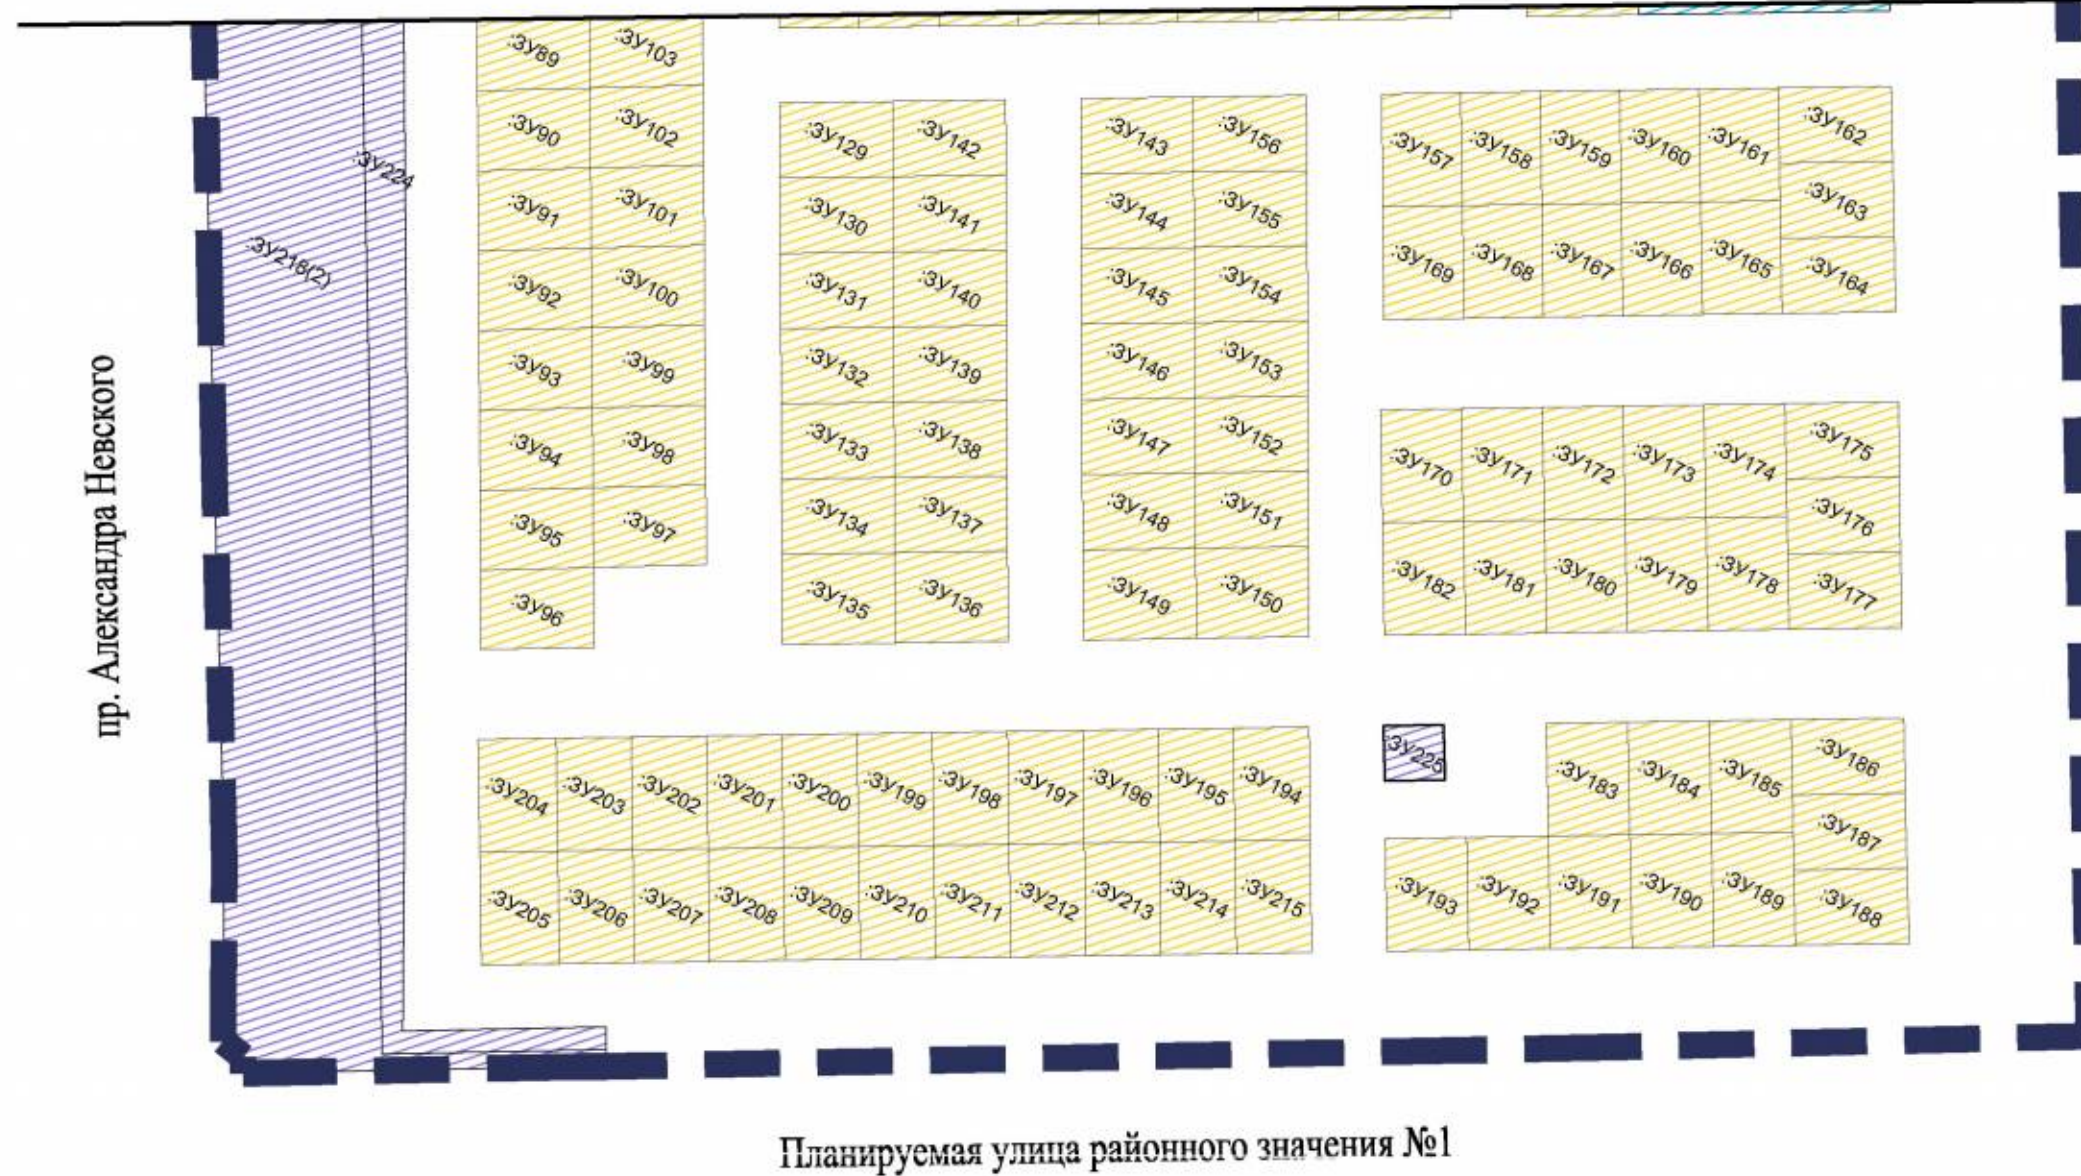 :ЗУ89
:ЗУ103
:ЗУ90
:ЗУ102
:ЗУ91
:ЗУ101
:ЗУ92
:ЗУ100
:ЗУ93
:ЗУ99
:ЗУ94
:ЗУ98
:ЗУ95
:ЗУ97
:ЗУ96
:ЗУ224
:ЗУ218(2)
пр. Александра Невского
:ЗУ129
:ЗУ142
:ЗУ130
:ЗУ141
:ЗУ131
:ЗУ140
:ЗУ132
:ЗУ139
:ЗУ133
:ЗУ138
:ЗУ134
:ЗУ137
:ЗУ135
:ЗУ136
:ЗУ143
:ЗУ156
:ЗУ144
:ЗУ155
:ЗУ145
:ЗУ154
:ЗУ146
:ЗУ153
:ЗУ147
:ЗУ152
:ЗУ148
:ЗУ151
:ЗУ149
:ЗУ150
:ЗУ157
:ЗУ158
:ЗУ159
:ЗУ160
:ЗУ161
:ЗУ162
:ЗУ163
:ЗУ169
:ЗУ168
:ЗУ167
:ЗУ166
:ЗУ165
:ЗУ164
:ЗУ170
:ЗУ171
:ЗУ172
:ЗУ173
:ЗУ174
:ЗУ175
:ЗУ176
:ЗУ182
:ЗУ181
:ЗУ180
:ЗУ179
:ЗУ178
:ЗУ177
:ЗУ204
:ЗУ203
:ЗУ202
:ЗУ201
:ЗУ200
:ЗУ199
:ЗУ198
:ЗУ197
:ЗУ196
:ЗУ195
:ЗУ194
:ЗУ205
:ЗУ206
:ЗУ207
:ЗУ208
:ЗУ209
:ЗУ210
:ЗУ211
:ЗУ212
:ЗУ213
:ЗУ214
:ЗУ215
:ЗУ225
:ЗУ183
:ЗУ184
:ЗУ185
:ЗУ186
:ЗУ187
:ЗУ193
:ЗУ192
:ЗУ191
:ЗУ190
:ЗУ189
:ЗУ188
Планируемая улица районного значения №1